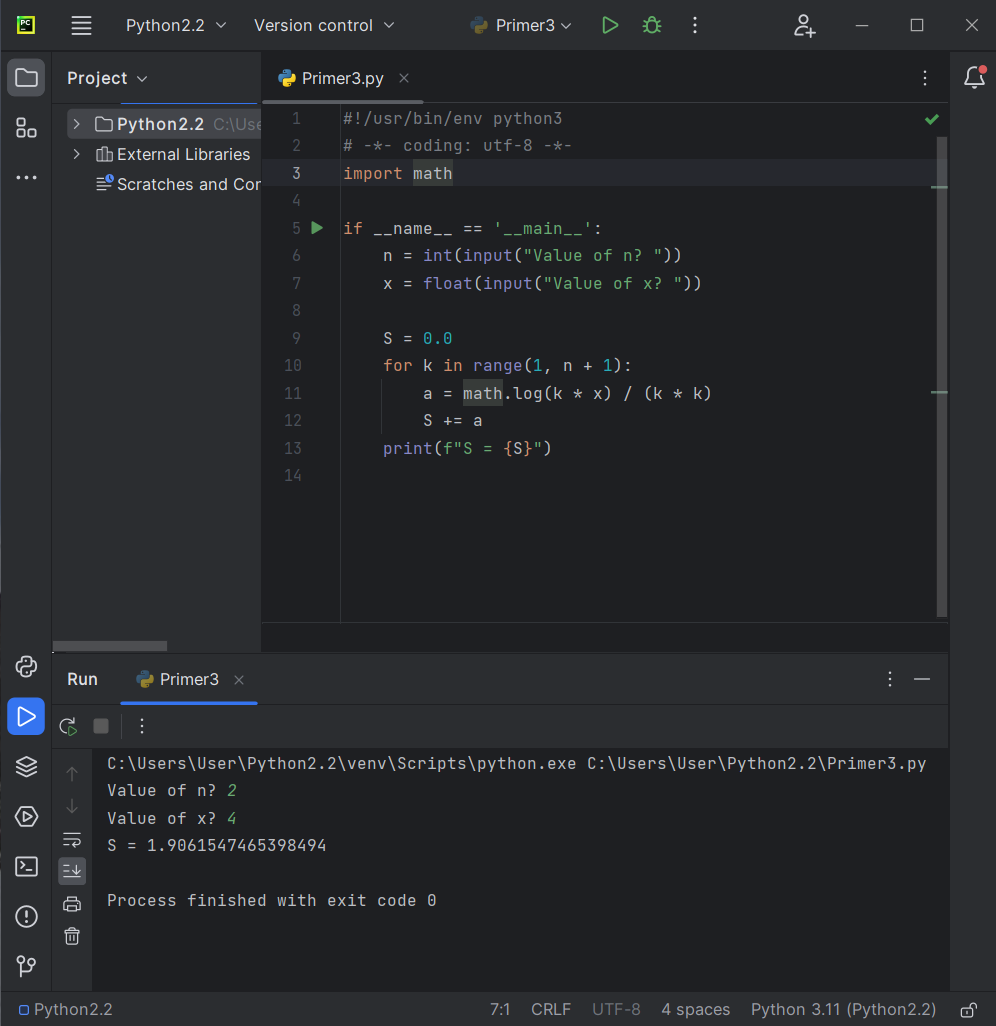 PC Python2.2 Version control Primer3
Project
Primer3.py
Python2.2 C:\Use
External Libraries
Scratches and Cor
1 #!/usr/bin/env python3
2 # -*- coding: utf-8 -*-
3 import math
4
5 if __name__ == '__main__':
6 n = int(input("Value of n? "))
7 x = float(input("Value of x? "))
8
9 S = 0.0
10 for k in range(1, n + 1):
11 a = math.log(k * x) / (k * k)
12 S += a
13 print(f"S = {S}")
14
Run Primer3
C:\Users\User\Python2.2\venv\Scripts\python.exe C:\Users\User\Python2.2\Primer3.py
Value of n? 2
Value of x? 4
S = 1.9061547465398494
Process finished with exit code 0
Python2.2 7:1 CRLF UTF-8 4 spaces Python 3.11 (Python2.2)